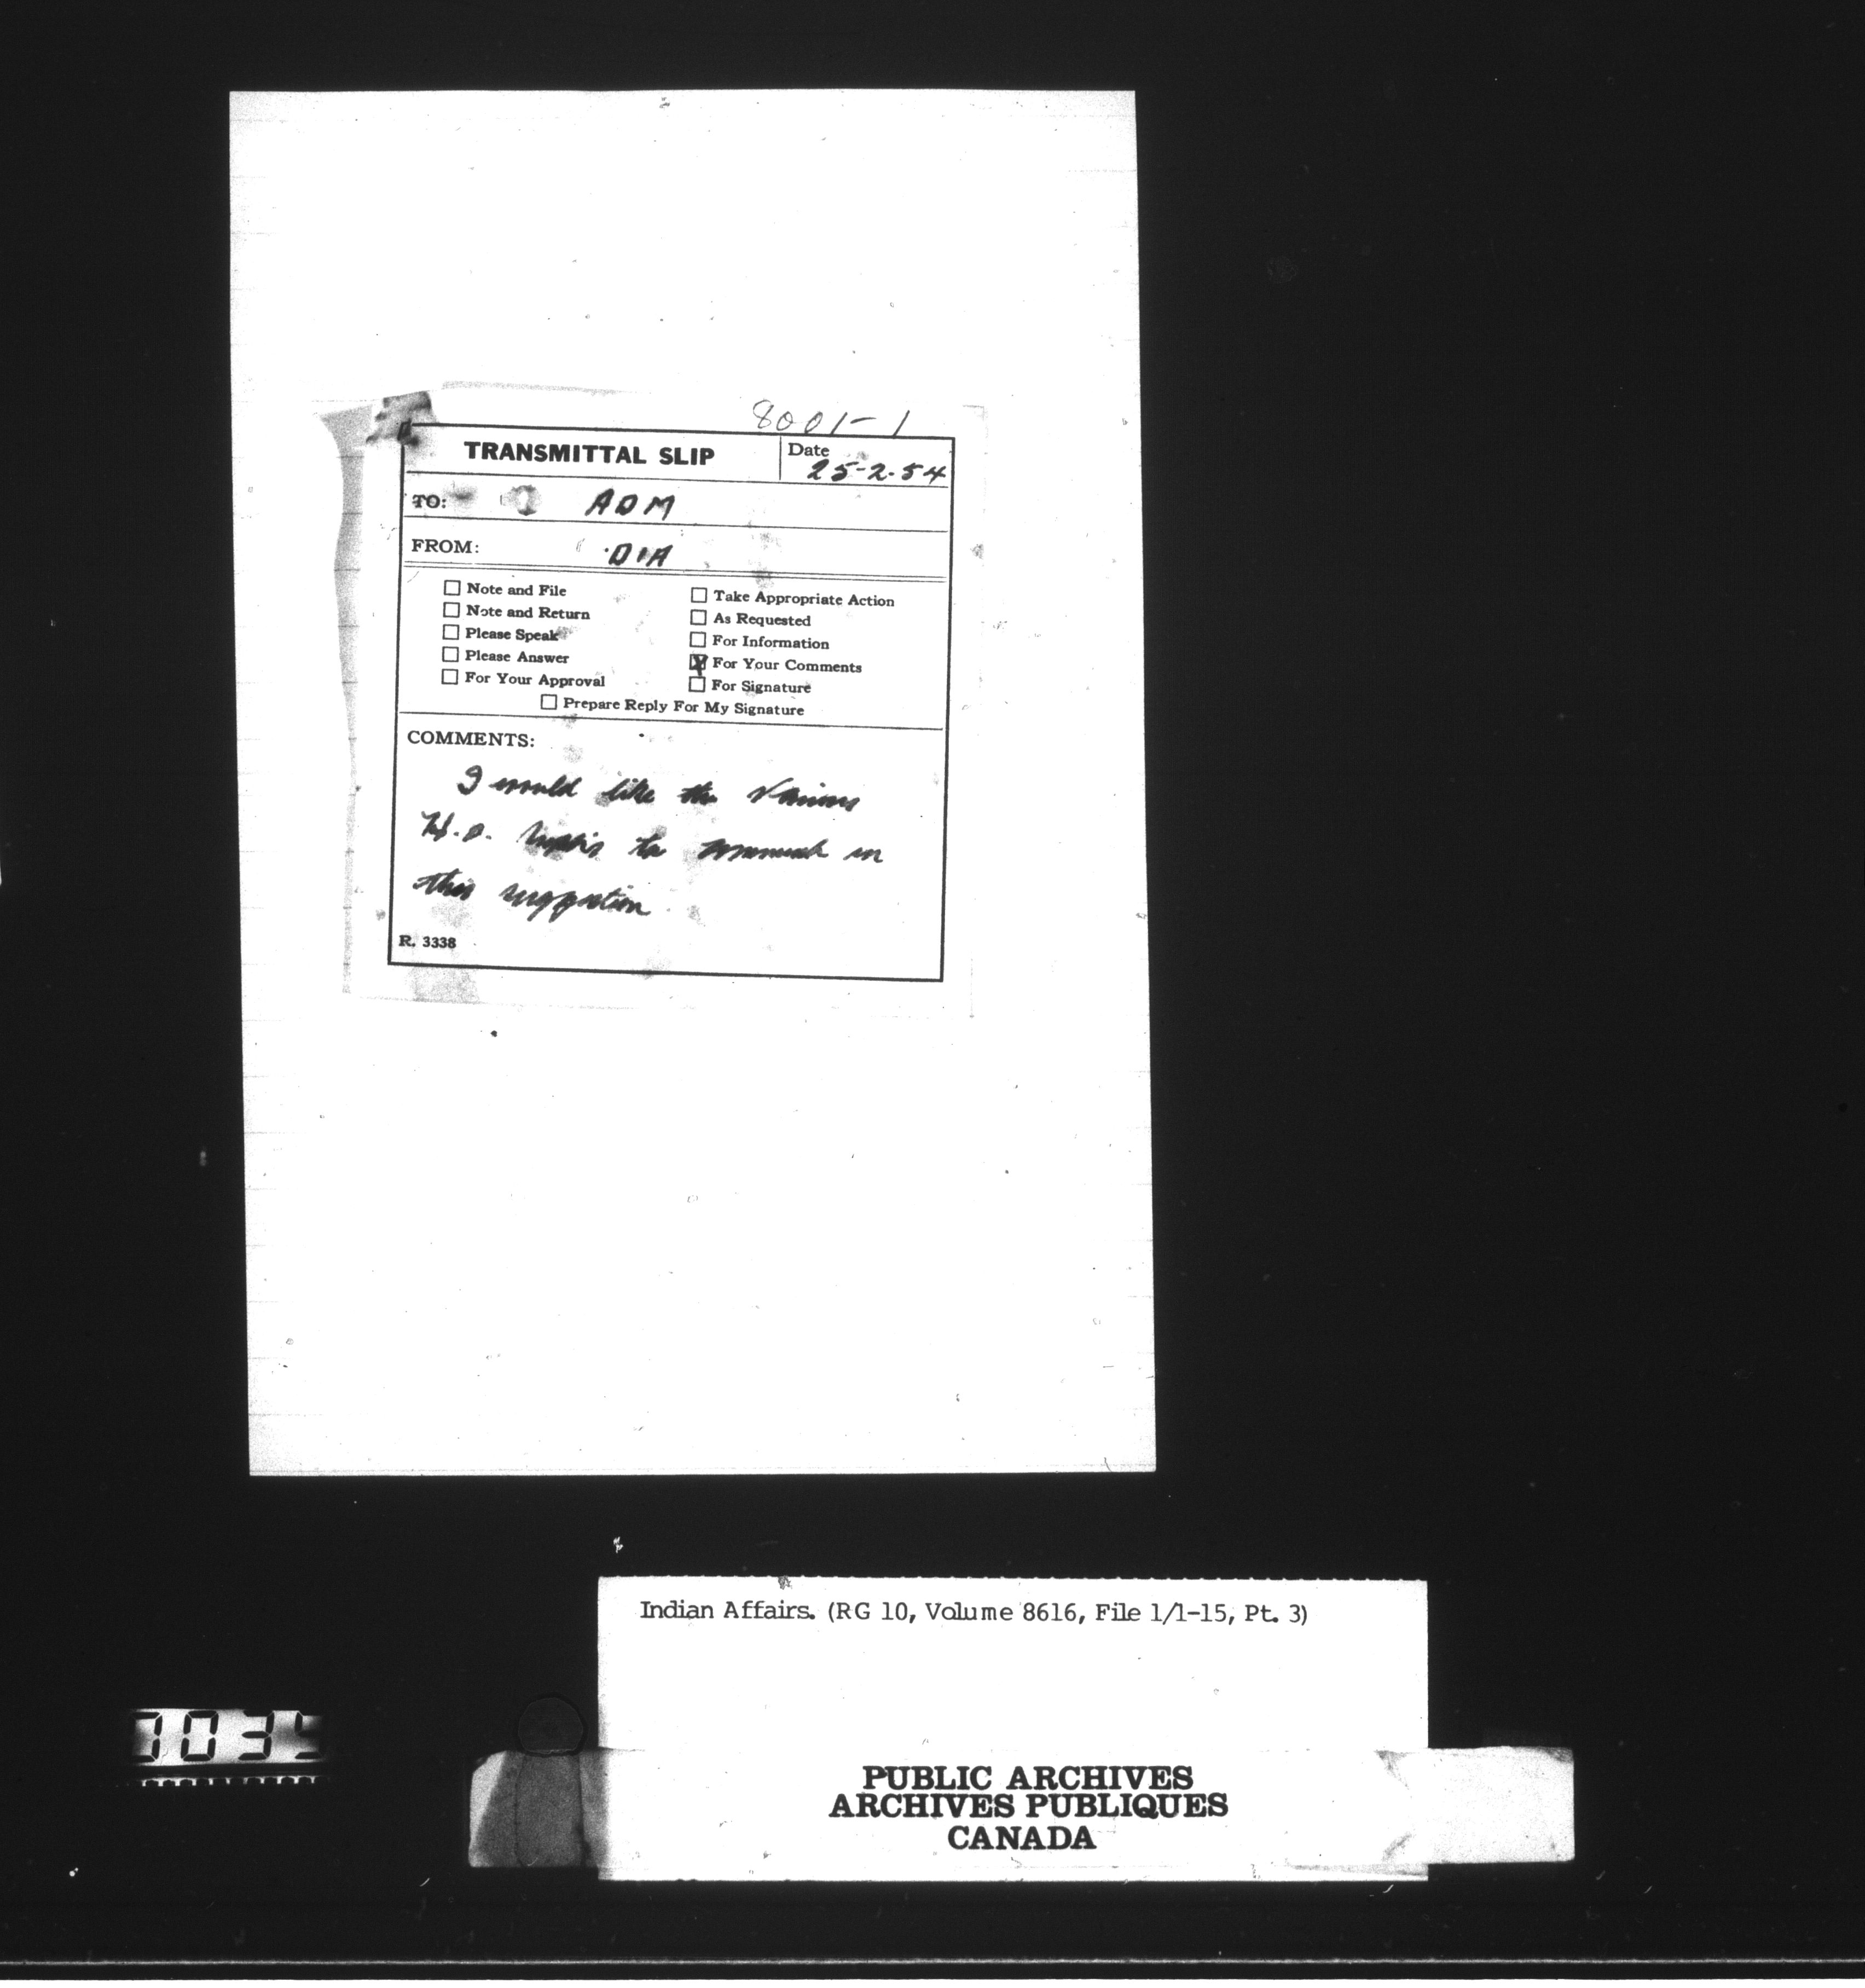 8001-1
TRANSMITTAL SLIP
Date
25-2-54
TO: ADM
FROM: DIA
☐ Note and File
☐ Note and Return
☐ Please Speak
☐ Please Answer
☐ For Your Approval
☐ Take Appropriate Action
☐ As Requested
☐ For Information
☒ For Your Comments
☐ For Signature
☐ Prepare Reply For My Signature
COMMENTS:
I would like the various
H.O. to comment on
this suggestion
R. 3338
Indian Affairs. (RG 10, Volume 8616, File 1/1-15, Pt. 3)
PUBLIC ARCHIVES
ARCHIVES PUBLIQUES
CANADA